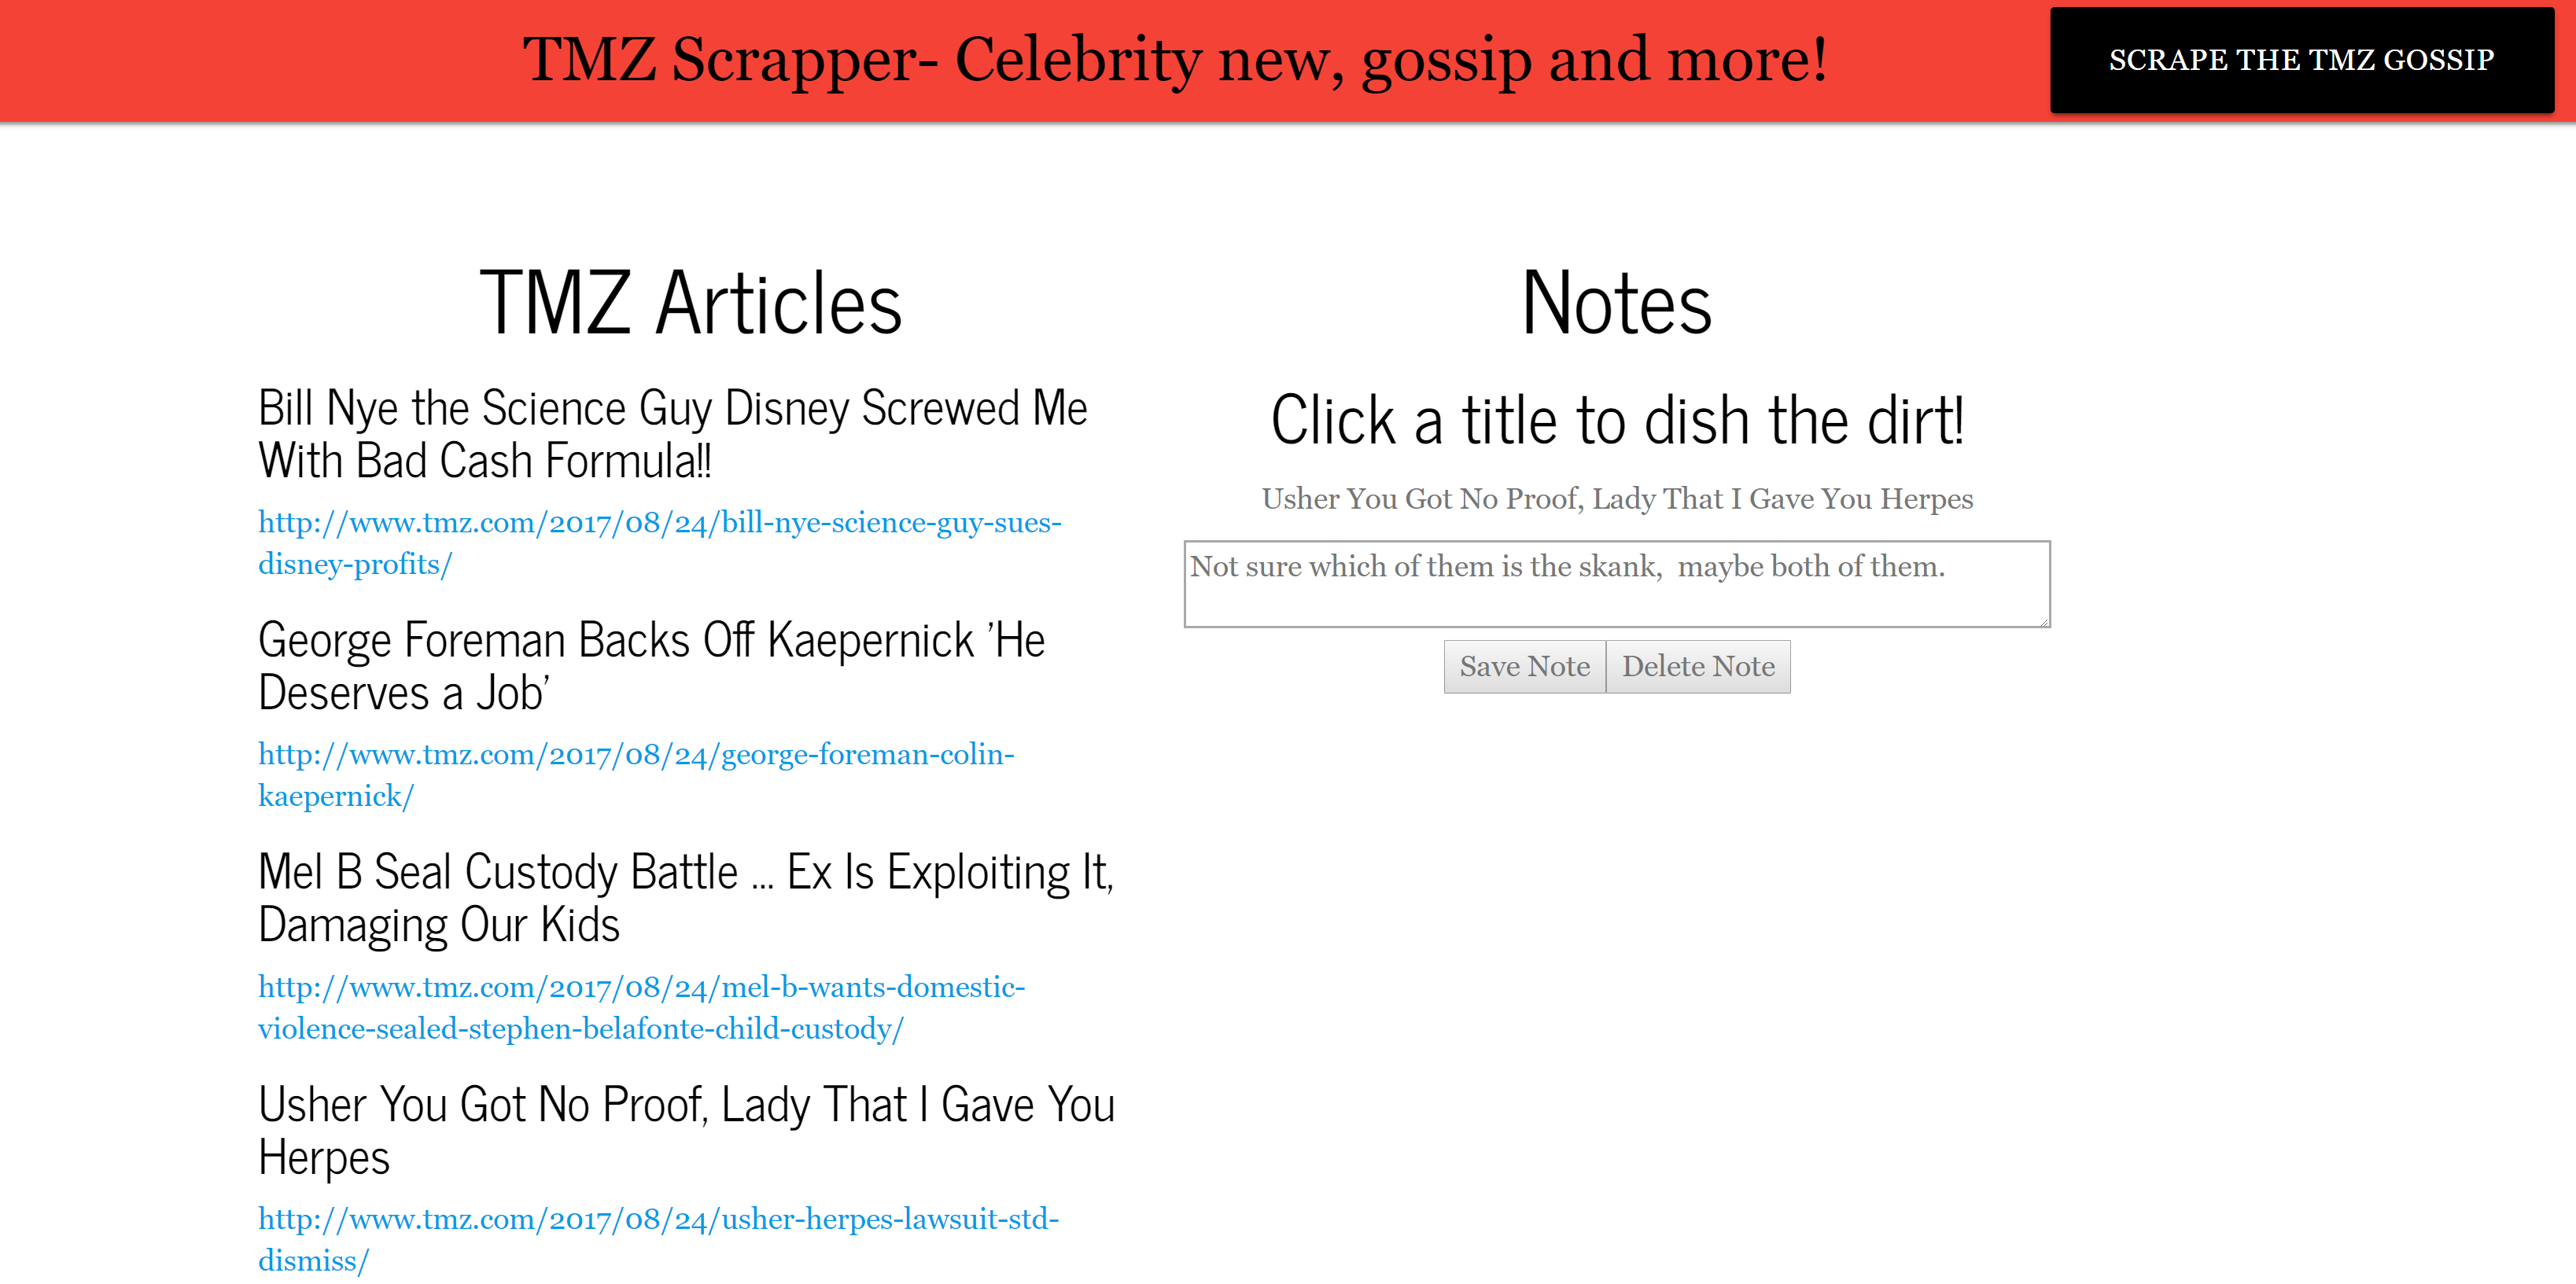 TMZ Scrapper- Celebrity new, gossip and more!
SCRAPE THE TMZ GOSSIP
TMZ Articles
Bill Nye the Science Guy Disney Screwed Me
With Bad Cash Formula!!
http://www.tmz.com/2017/08/24/bill-nye-science-guy-sues-
disney-profits/
George Foreman Backs Off Kaepernick 'He
Deserves a Job'
http://www.tmz.com/2017/08/24/george-foreman-colin-
kaepernick/
Mel B Seal Custody Battle ... Ex Is Exploiting It,
Damaging Our Kids
http://www.tmz.com/2017/08/24/mel-b-wants-domestic-
violence-sealed-stephen-belafonte-child-custody/
Usher You Got No Proof, Lady That I Gave You
Herpes
http://www.tmz.com/2017/08/24/usher-herpes-lawsuit-std-
dismiss/
Notes
Click a title to dish the dirt!
Usher You Got No Proof, Lady That I Gave You Herpes
Not sure which of them is the skank,  maybe both of them.
Save Note Delete Note